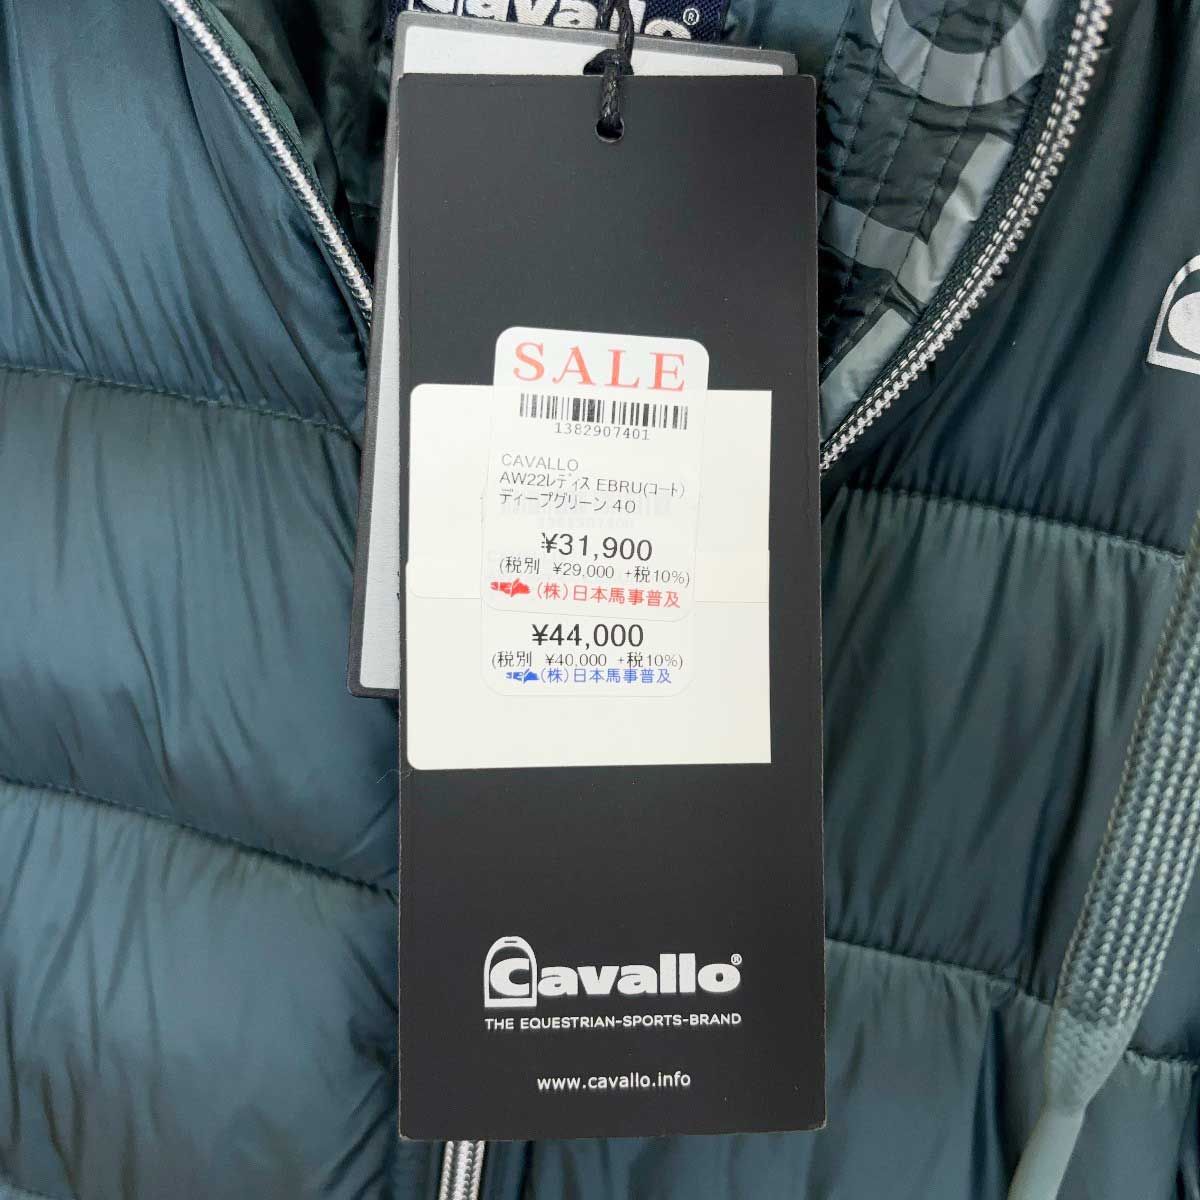 Cavallo®
SALE
1382907401
CAVALLO
AW22ﾚﾃﾞｨｽ EBRU(ｺｰﾄ)
ディープグリーン 40
¥31,900
(税別 ¥29,000 +税10%)
(株)日本馬事普及
¥44,000
(税別 ¥40,000 +税10%)
(株)日本馬事普及
Cavallo®
THE EQUESTRIAN-SPORTS-BRAND
www.cavallo.info